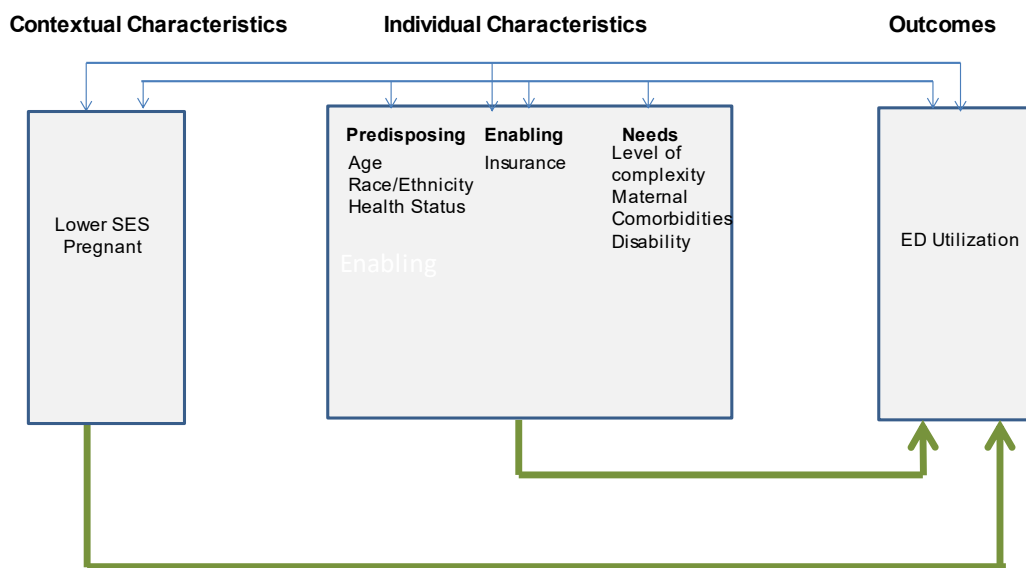 Contextual Characteristics
Individual Characteristics
Outcomes
Lower SES
Pregnant
Predisposing
Age
Race/Ethnicity
Health Status
Enabling
Enabling
Insurance
Needs
Level of
complexity
Maternal
Comorbidities
Disability
ED Utilization